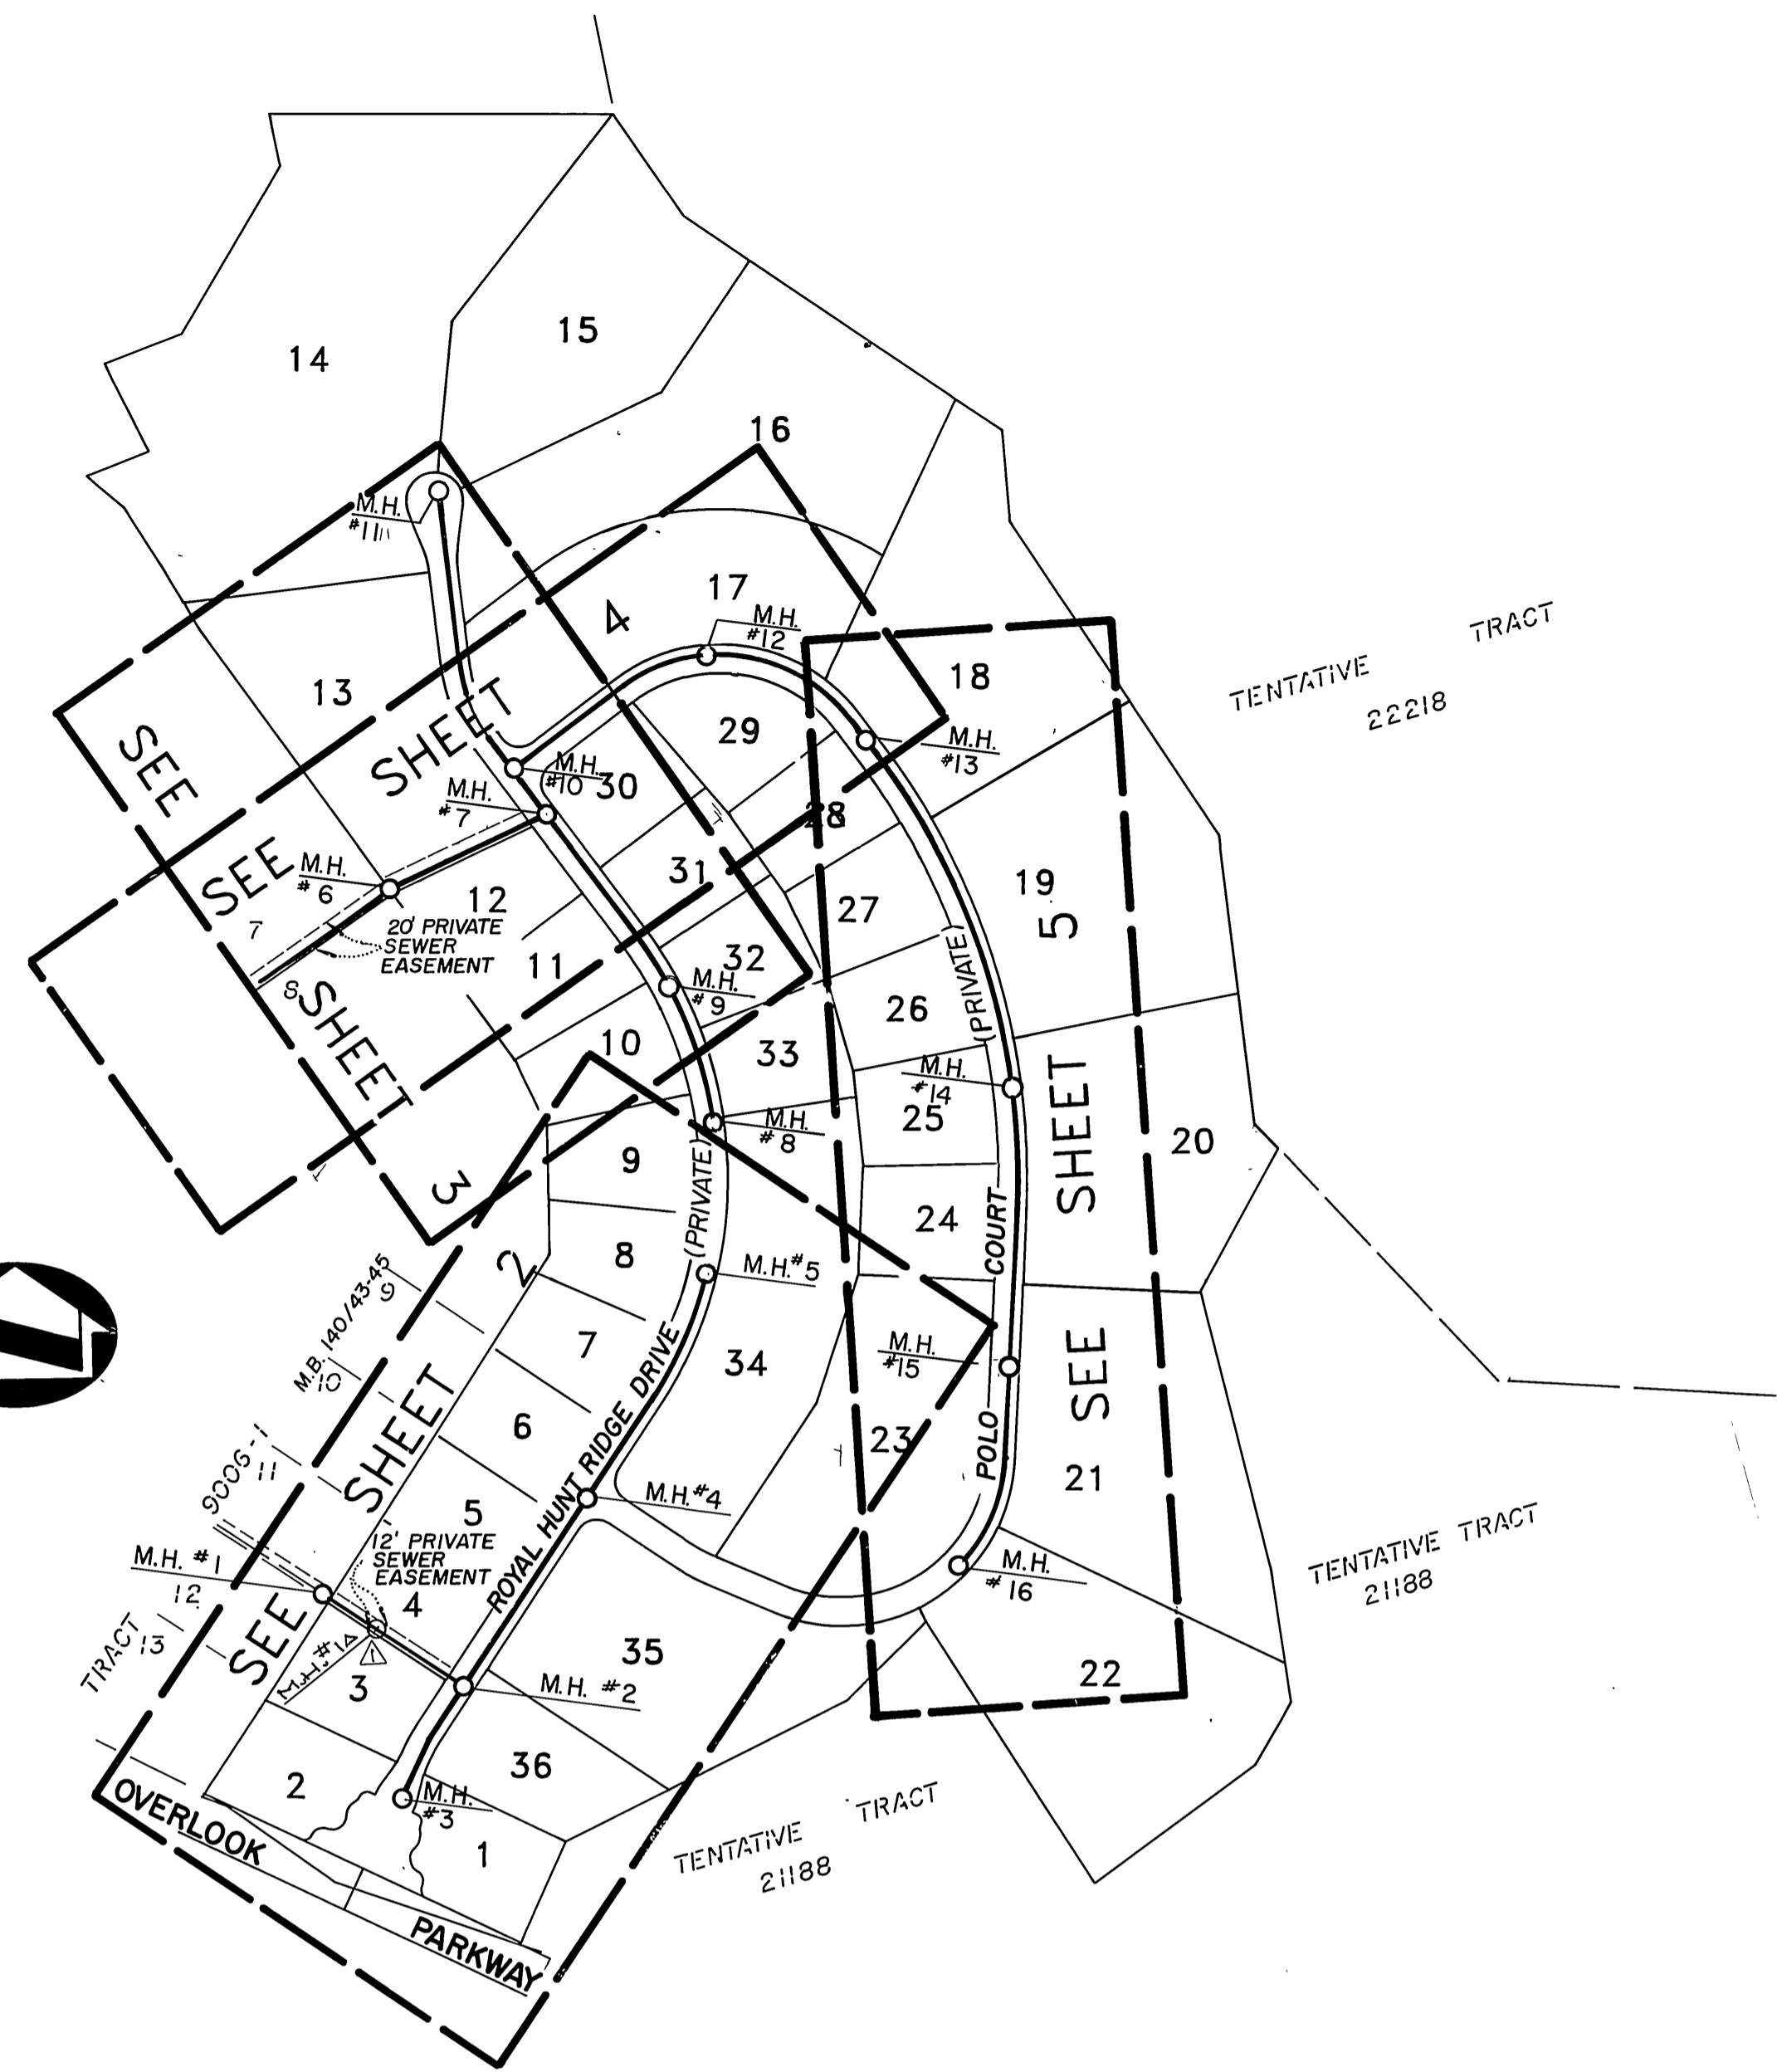 14
15
16
M.H.
#11
17
M.H.
#12
4
TENTATIVE TRACT
22218
18
13
SEE SHEET 3
SEE SHEET 4
29
M.H.
#13
M.H.
#10
30
M.H.
#7
28
31
19
M.H.
#6
12
27
7
20' PRIVATE
SEWER
EASEMENT
11
32
8
M.H.
#9
26
(PRIVATE)
10
33
M.H.
#14
25
M.H.
#8
SEE SHEET 5
20
9
(PRIVATE)
24
8
M.H.#5
POLO COURT
M.B. 140/43-45
9
7
34
M.H.
#15
10
SEE SHEET 2
6
23
ROYAL HUNT RIDGE DRIVE
21
TRACT 9006-1
11
5
M.H.#4
12' PRIVATE
SEWER
EASEMENT
TENTATIVE TRACT
21188
M.H. #1
12
4
M.H.
#16
13
M.H.#1A
1
3
35
M.H. #2
22
2
36
M.H.
#3
1
TENTATIVE TRACT
21188
OVERLOOK PARKWAY